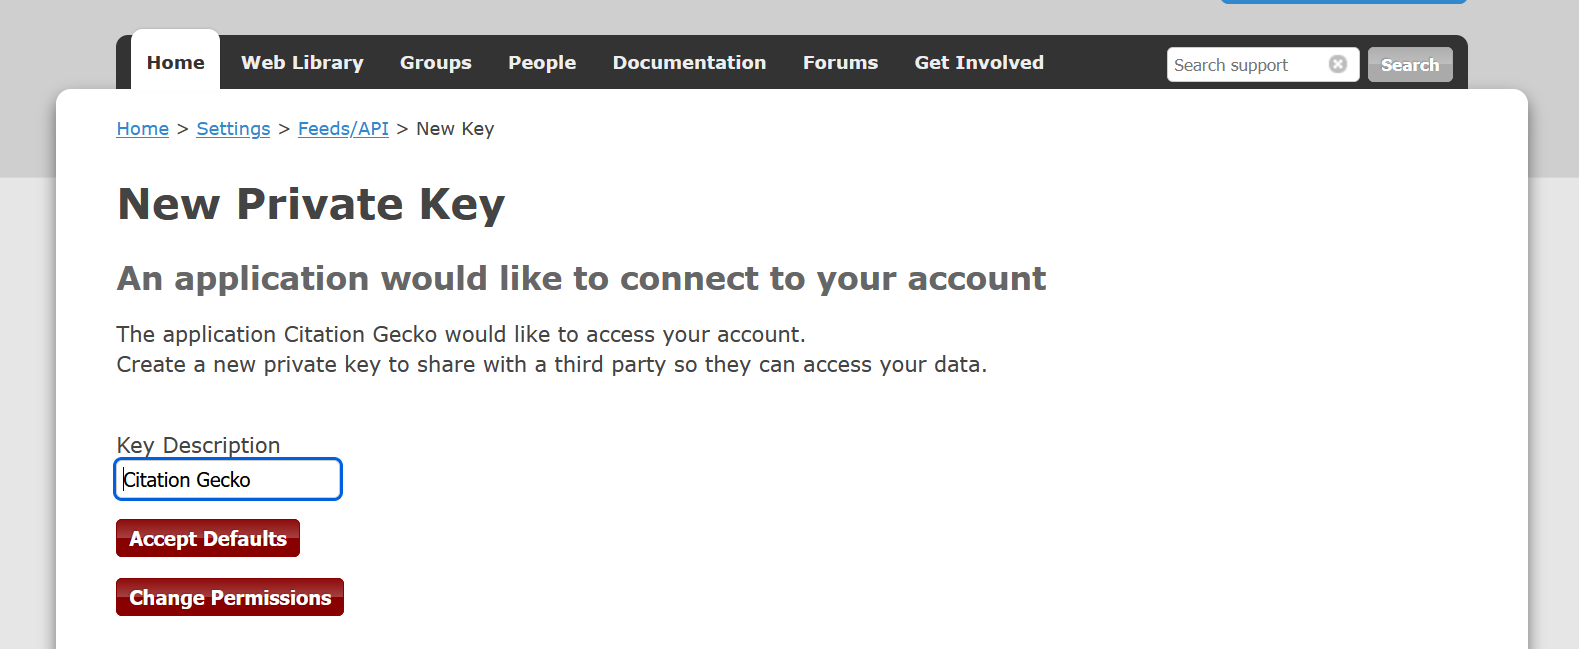 Home Web Library Groups People Documentation Forums Get Involved Search support Search
Home > Settings > Feeds/API > New Key
New Private Key
An application would like to connect to your account
The application Citation Gecko would like to access your account.
Create a new private key to share with a third party so they can access your data.
Key Description
Citation Gecko
Accept Defaults
Change Permissions